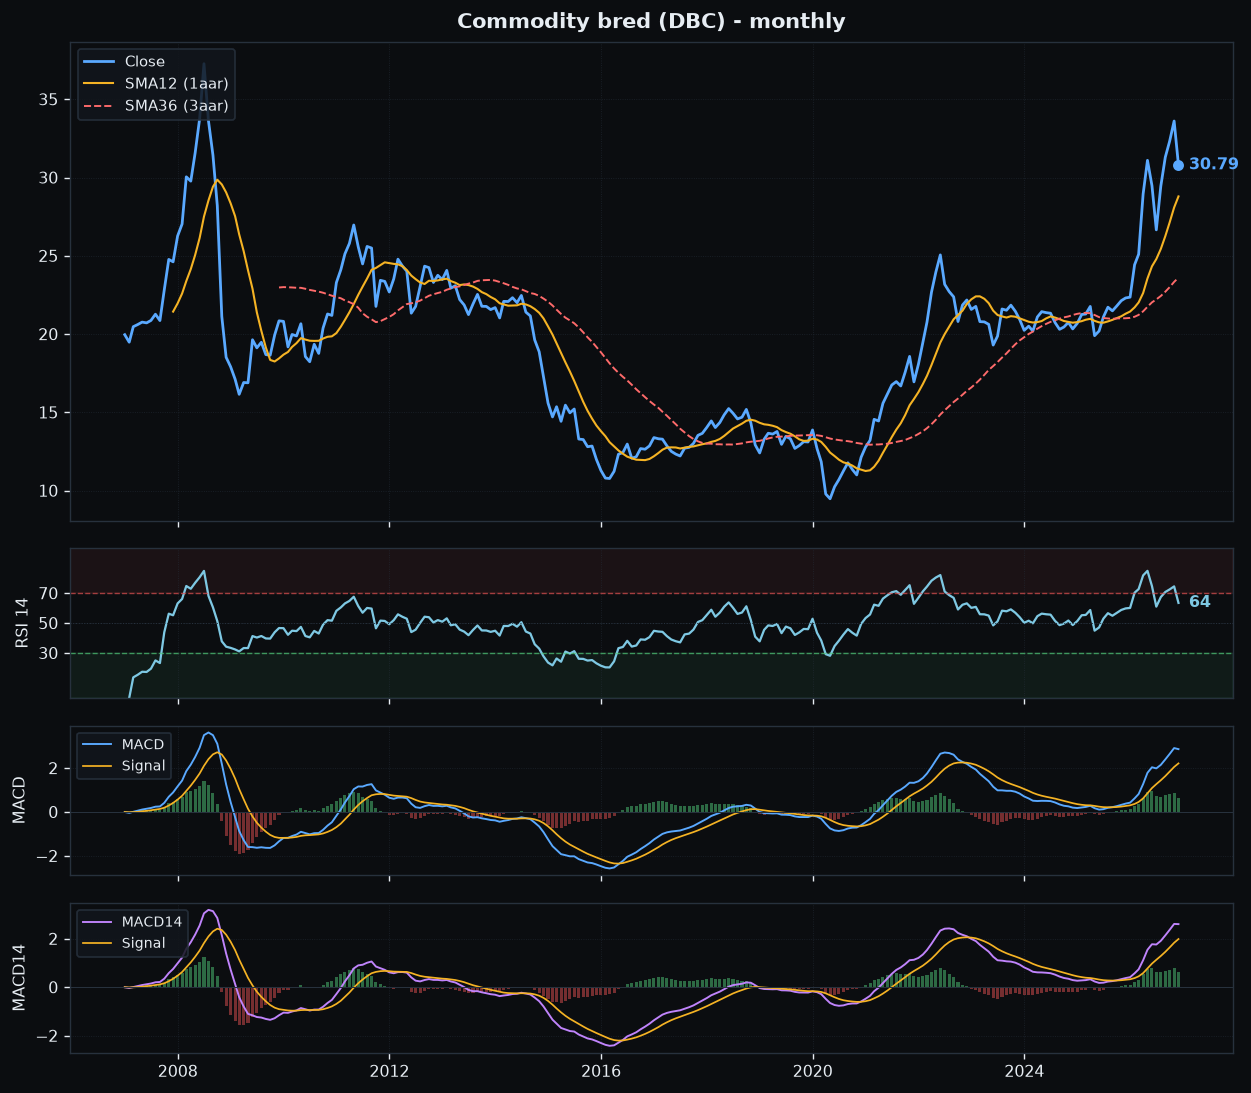 Commodity bred (DBC) - monthly
Close
SMA12 (1aar)
SMA36 (3aar)
35
30
25
20
15
10
30.79
RSI 14
70
50
30
64
MACD
MACD
Signal
2
0
−2
MACD14
MACD14
Signal
2
0
−2
2008
2012
2016
2020
2024